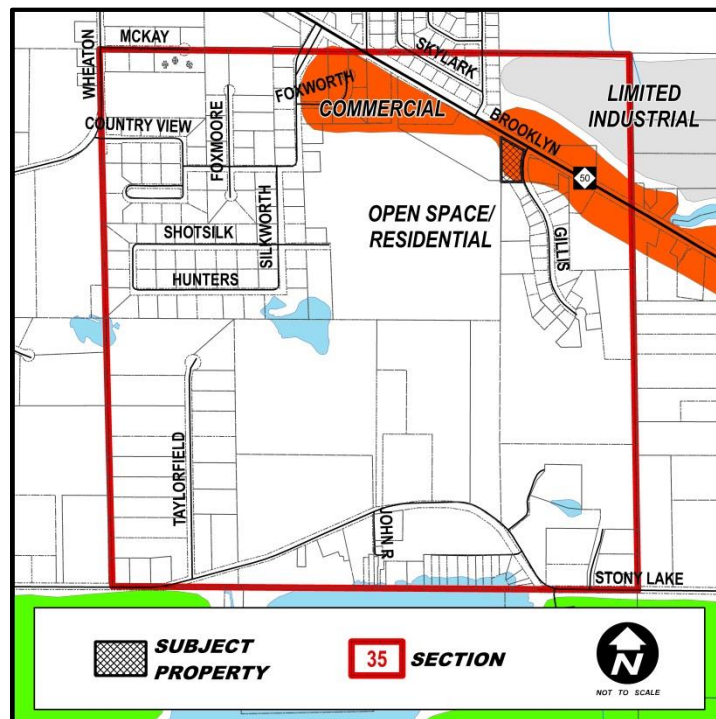 MCKAY
WHEATON
SKYLARK
FOXWORTH
COMMERCIAL
LIMITED
INDUSTRIAL
BROOKLYN
COUNTRY VIEW
FOXMOORE
50
OPEN SPACE/
RESIDENTIAL
SILKWORTH
SHOTSILK
GILLIS
HUNTERS
TAYLORFIELD
JOHN R
STONY LAKE
SUBJECT
PROPERTY
35
SECTION
N
NOT TO SCALE